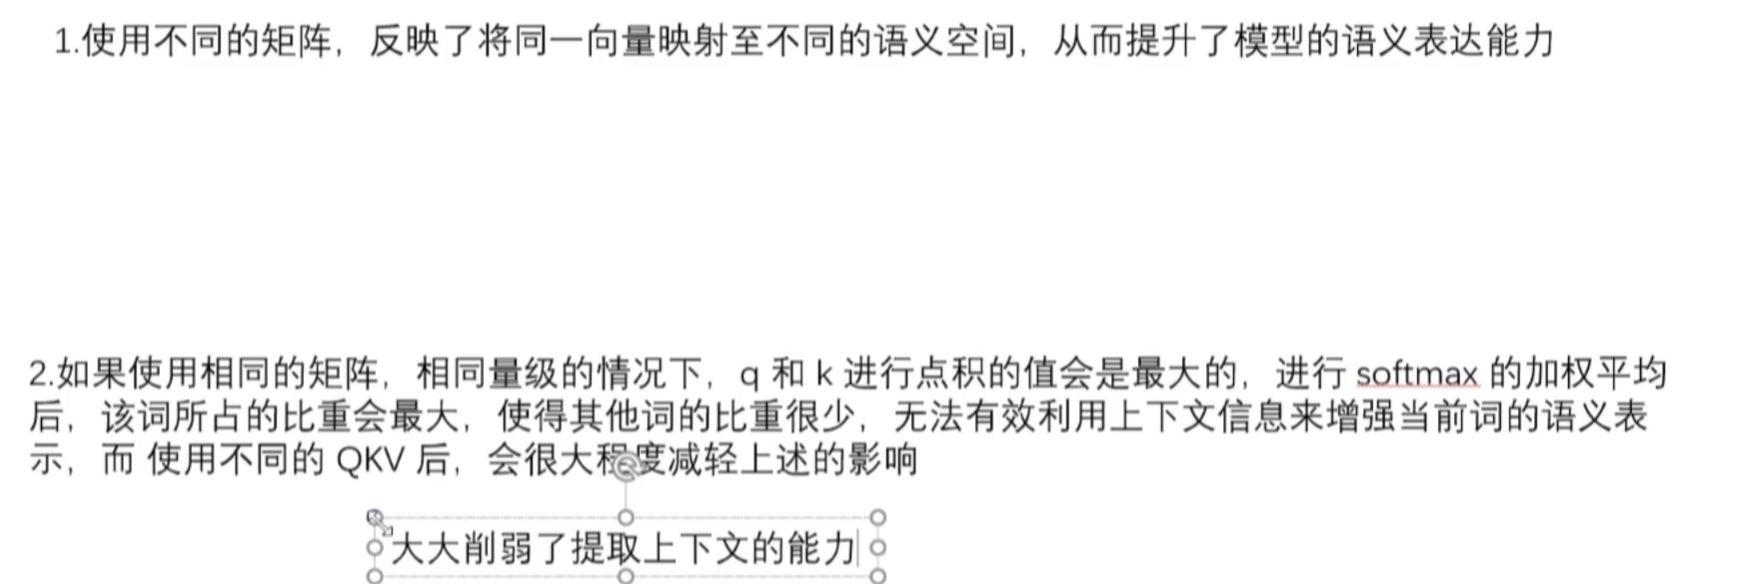 1.使用不同的矩阵，反映了将同一向量映射至不同的语义空间，从而提升了模型的语义表达能力
2.如果使用相同的矩阵，相同量级的情况下，q 和 k 进行点积的值会是最大的，进行 softmax 的加权平均
后，该词所占的比重会最大，使得其他词的比重很少，无法有效利用上下文信息来增强当前词的语义表
示，而 使用不同的 QKV 后，会很大程度减轻上述的影响
大大削弱了提取上下文的能力